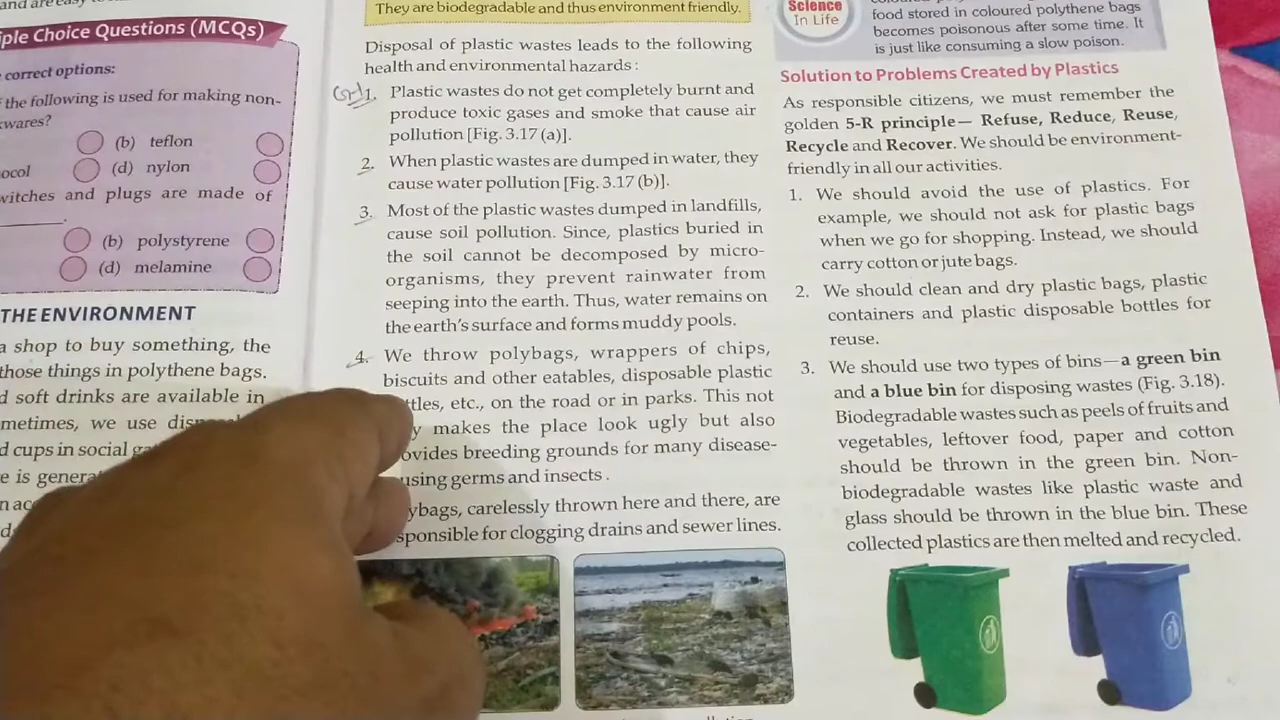 and are easy
ple Choice Questions (MCQs)
correct options:
the following is used for making non-
wares?
(b) teflon
ocol
(d) nylon
witches and plugs are made of
(b) polystyrene
(d) melamine
THE ENVIRONMENT
a shop to buy something, the
those things in polythene bags.
d soft drinks are available in
metimes, we use
d cups in social
e is
They are biodegradable and thus environment friendly.
Disposal of plastic wastes leads to the following
health and environmental hazards :
1. Plastic wastes do not get completely burnt and
produce toxic gases and smoke that cause air
pollution [Fig. 3.17 (a)].
2. When plastic wastes are dumped in water, they
cause water pollution [Fig. 3.17 (b)].
3. Most of the plastic wastes dumped in landfills,
cause soil pollution. Since, plastics buried in
the soil cannot be decomposed by micro-
organisms, they prevent rainwater from
seeping into the earth. Thus, water remains on
the earth's surface and forms muddy pools.
4. We throw polybags, wrappers of chips,
biscuits and other eatables, disposable plastic
ttles, etc., on the road or in parks. This not
y makes the place look ugly but also
ovides breeding grounds for many disease-
using germs and insects.
ybags, carelessly thrown here and there, are
sponsible for clogging drains and sewer lines.
Science
In Life
food stored in coloured polythene bags
becomes poisonous after some time. It
is just like consuming a slow poison.
Solution to Problems Created by Plastics
As responsible citizens, we must remember the
golden 5-R principle— Refuse, Reduce, Reuse,
Recycle and Recover. We should be environment-
friendly in all our activities.
1. We should avoid the use of plastics. For
example, we should not ask for plastic bags
when we go for shopping. Instead, we should
carry cotton or jute bags.
2. We should clean and dry plastic bags, plastic
containers and plastic disposable bottles for
reuse.
3. We should use two types of bins—a green bin
and a blue bin for disposing wastes (Fig. 3.18).
Biodegradable wastes such as peels of fruits and
vegetables, leftover food, paper and cotton
should be thrown in the green bin. Non-
biodegradable wastes like plastic waste and
glass should be thrown in the blue bin. These
collected plastics are then melted and recycled.